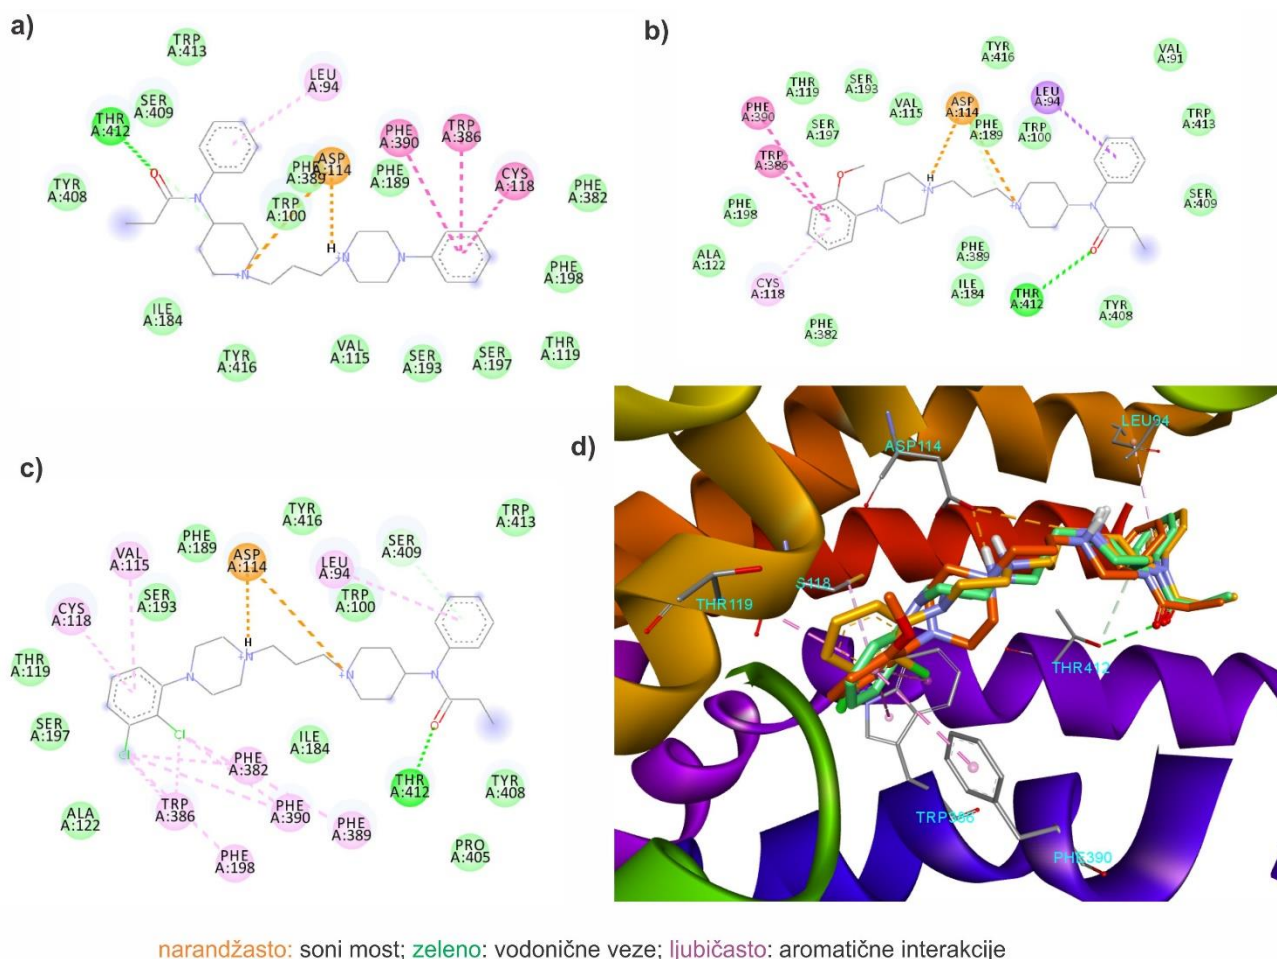 a)
TRP
A:413
LEU
A:94
SER
A:409
THR
A:412
PHE
A:390
TRP
A:386
ASP
A:114
PHE
A:389
PHE
A:189
CYS
A:118
TYR
A:408
PHE
A:382
TRP
A:100
O
N
H
N
N
N
PHE
A:198
ILE
A:184
TYR
A:416
VAL
A:115
SER
A:193
SER
A:197
THR
A:119
b)
TYR
A:416
VAL
A:91
THR
A:119
SER
A:193
PHE
A:390
VAL
A:115
ASP
A:114
LEU
A:94
SER
A:197
PHE
A:189
TRP
A:100
TRP
A:413
TRP
A:386
H
O
N
N
N
N
O
PHE
A:198
SER
A:409
ALA
A:122
PHE
A:389
CYS
A:118
ILE
A:184
THR
A:412
TYR
A:408
PHE
A:382
c)
TYR
A:416
TRP
A:413
PHE
A:189
SER
A:409
VAL
A:115
ASP
A:114
LEU
A:94
CYS
A:118
SER
A:193
TRP
A:100
H
THR
A:119
N
N
N
N
O
SER
A:197
Cl
Cl
ILE
A:184
PHE
A:382
THR
A:412
TYR
A:408
ALA
A:122
TRP
A:386
PHE
A:390
PHE
A:389
PRO
A:405
PHE
A:198
d)
LEU94
ASP114
S118
THR119
THR412
PHE390
narandžasto: soni most; zeleno: vodonične veze; ljubičasto: aromatične interakcije